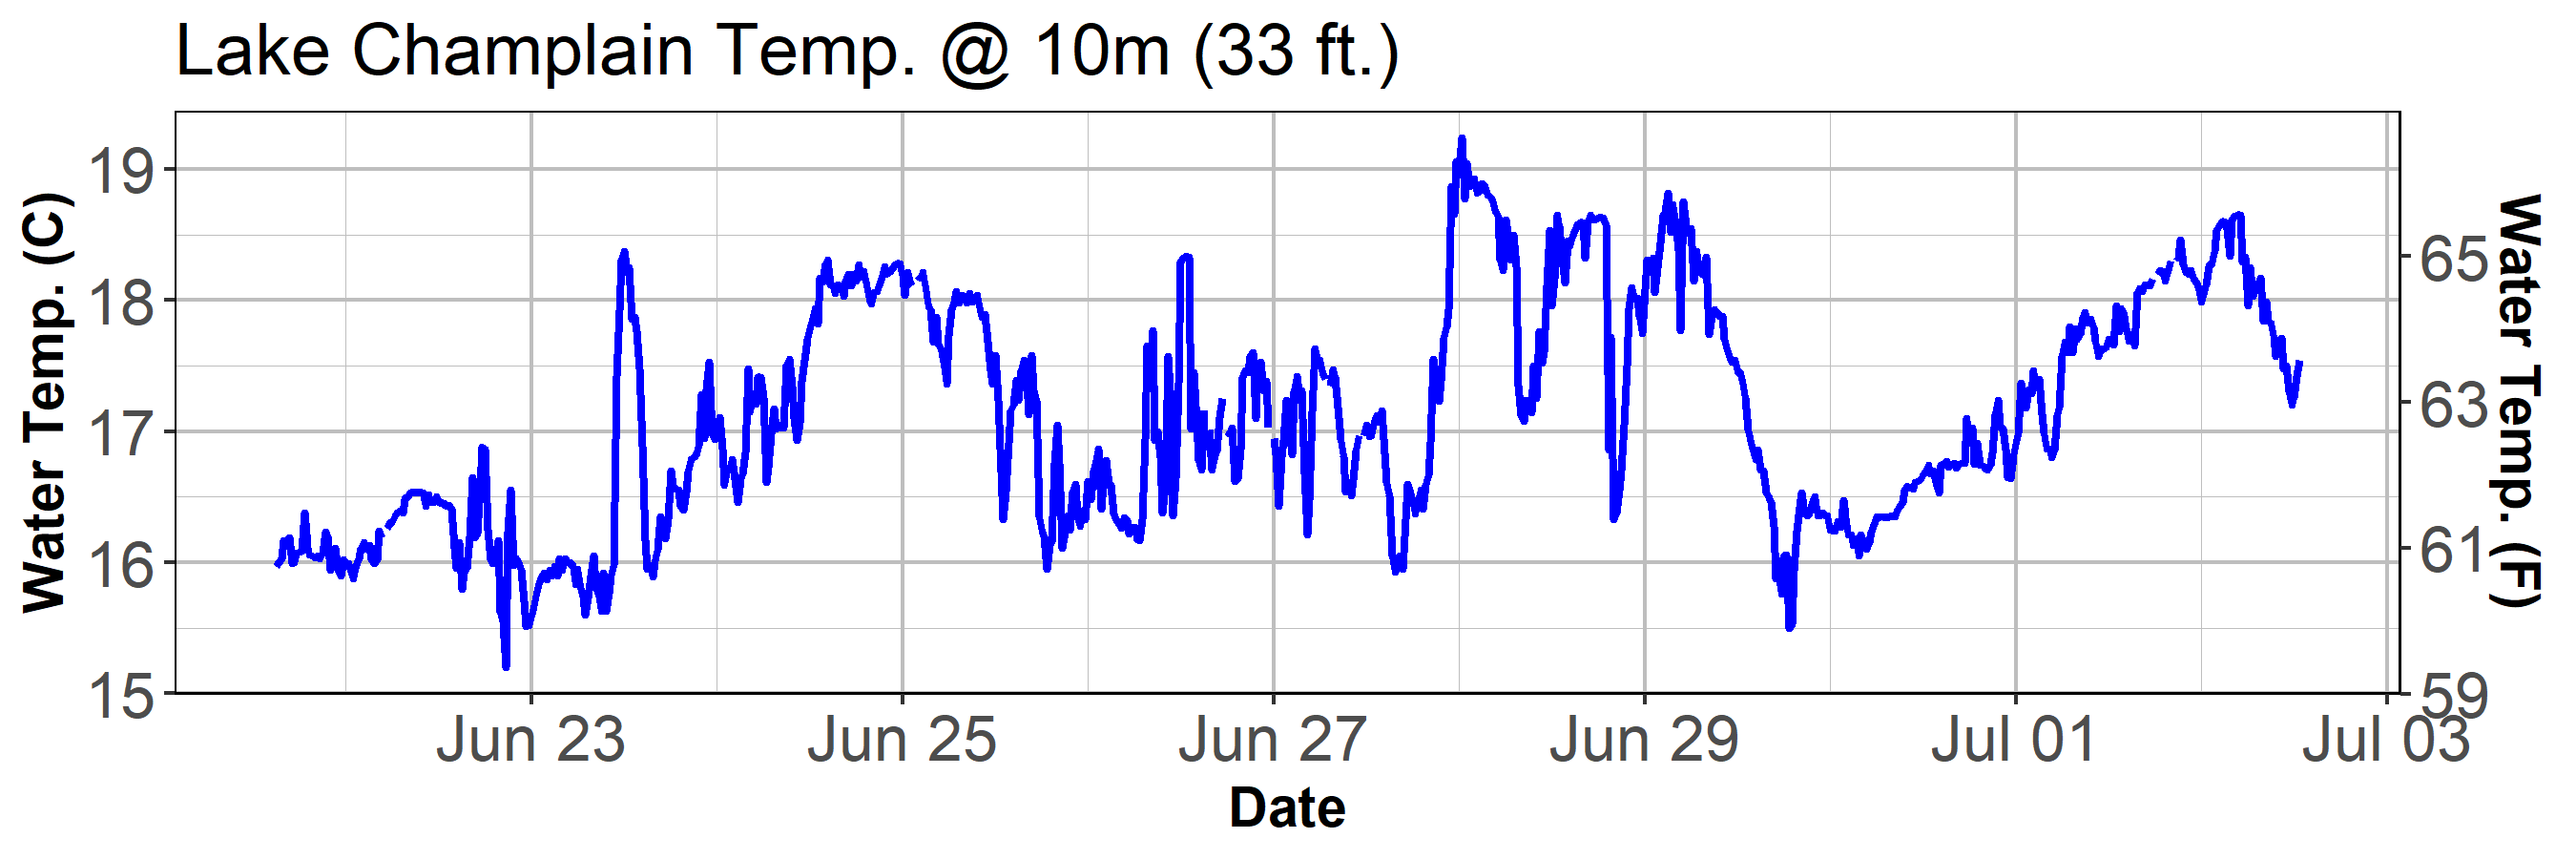 Lake Champlain Temp. @ 10m (33 ft.)
Water Temp. (C)
19
18
17
16
15
65
63
61
59
Water Temp. (F)
Jun 23 Jun 25 Jun 27 Jun 29 Jul 01 Jul 03
Date